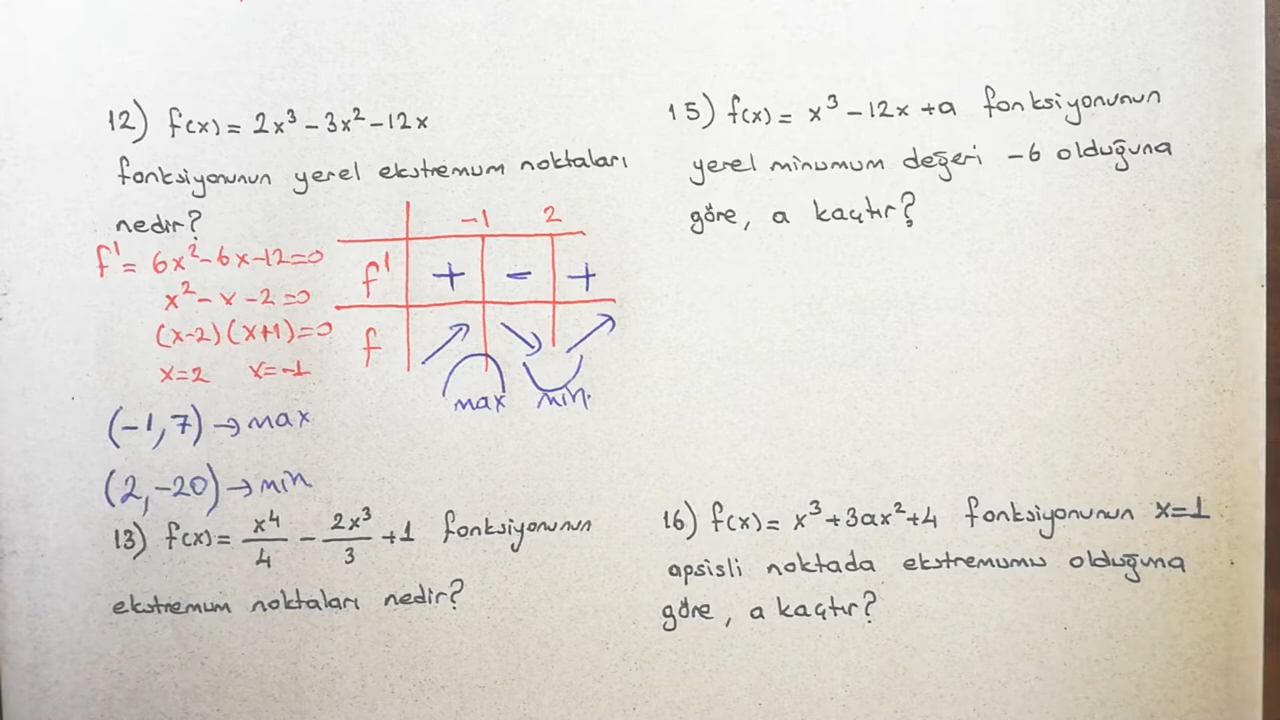 12) f(x) = 2x³ - 3x² - 12x
fonksiyonunun yerel ekstremum noktaları
nedir?
f' = 6x² - 6x - 12 = 0
x² - x - 2 = 0
(x-2)(x+1) = 0
x=2 x=-1
-1 2
f' + - +
f
max min.
(-1,7) → max
(2,-20) → min
13) f(x) = x⁴/4 - 2x³/3 + 1 fonksiyonunun
ekstremum noktaları nedir?
15) f(x) = x³ - 12x + a fonksiyonunun
yerel minumum değeri -6 olduğuna
göre, a kaçtır?
16) f(x) = x³ + 3ax² + 4 fonksiyonunun x=1
apsisli noktada ekstremumu olduğuna
göre, a kaçtır?